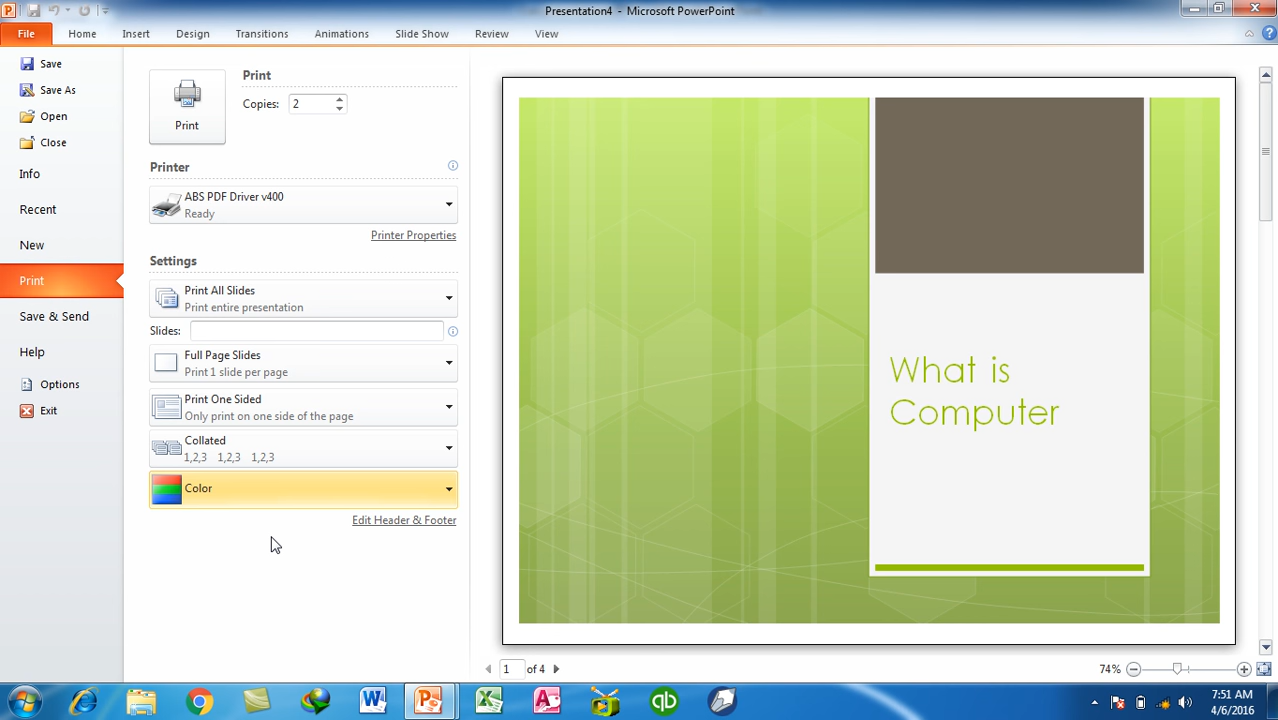 Presentation4 - Microsoft PowerPoint
File Home Insert Design Transitions Animations Slide Show Review View
Save
Save As
Open
Close
Info
Recent
New
Print
Save & Send
Help
Options
Exit
Print
Print
Copies: 2
Printer
ABS PDF Driver v400
Ready
Printer Properties
Settings
Print All Slides
Print entire presentation
Slides:
Full Page Slides
Print 1 slide per page
Print One Sided
Only print on one side of the page
Collated
1,2,3 1,2,3 1,2,3
Color
Edit Header & Footer
What is
Computer
1 of 4
74%
7:51 AM
4/6/2016